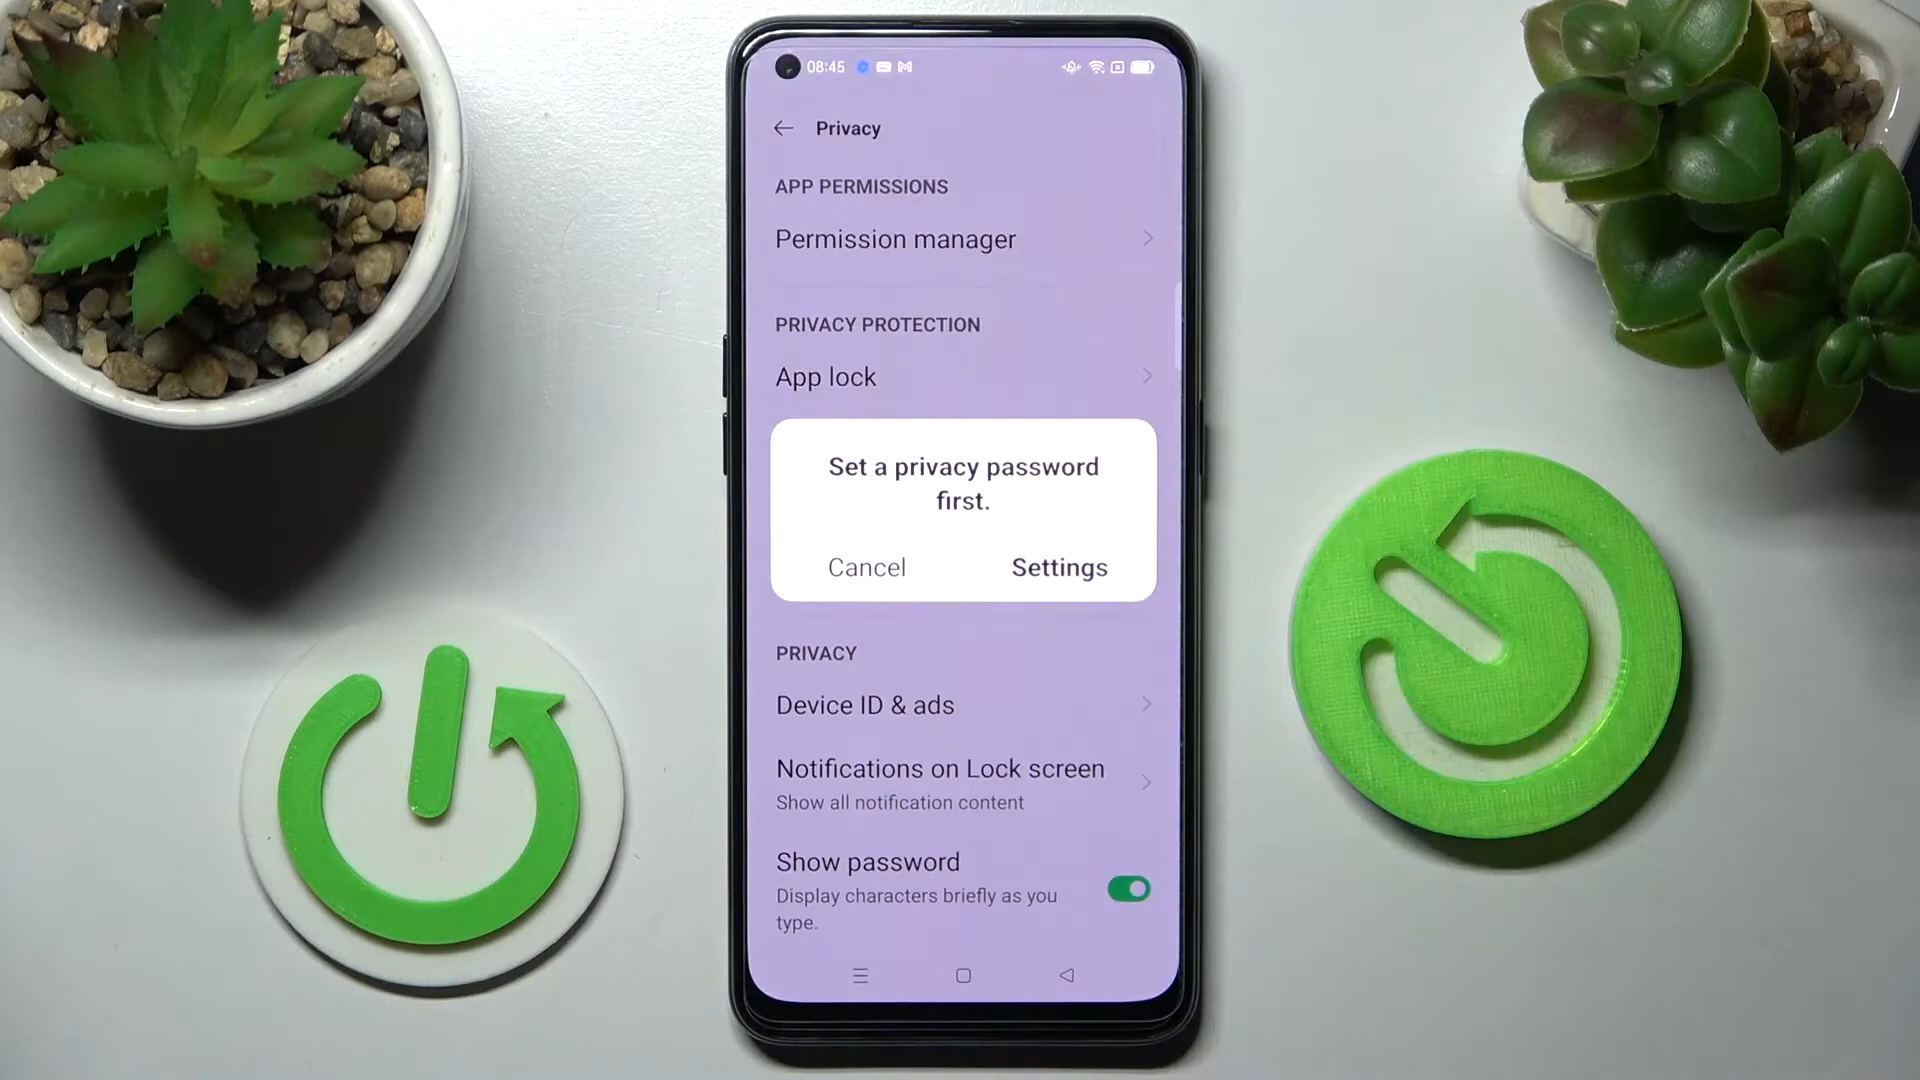 08:45
Privacy
APP PERMISSIONS
Permission manager
PRIVACY PROTECTION
App lock
Set a privacy password
first.
Cancel
Settings
PRIVACY
Device ID & ads
Notifications on Lock screen
Show all notification content
Show password
Display characters briefly as you
type.